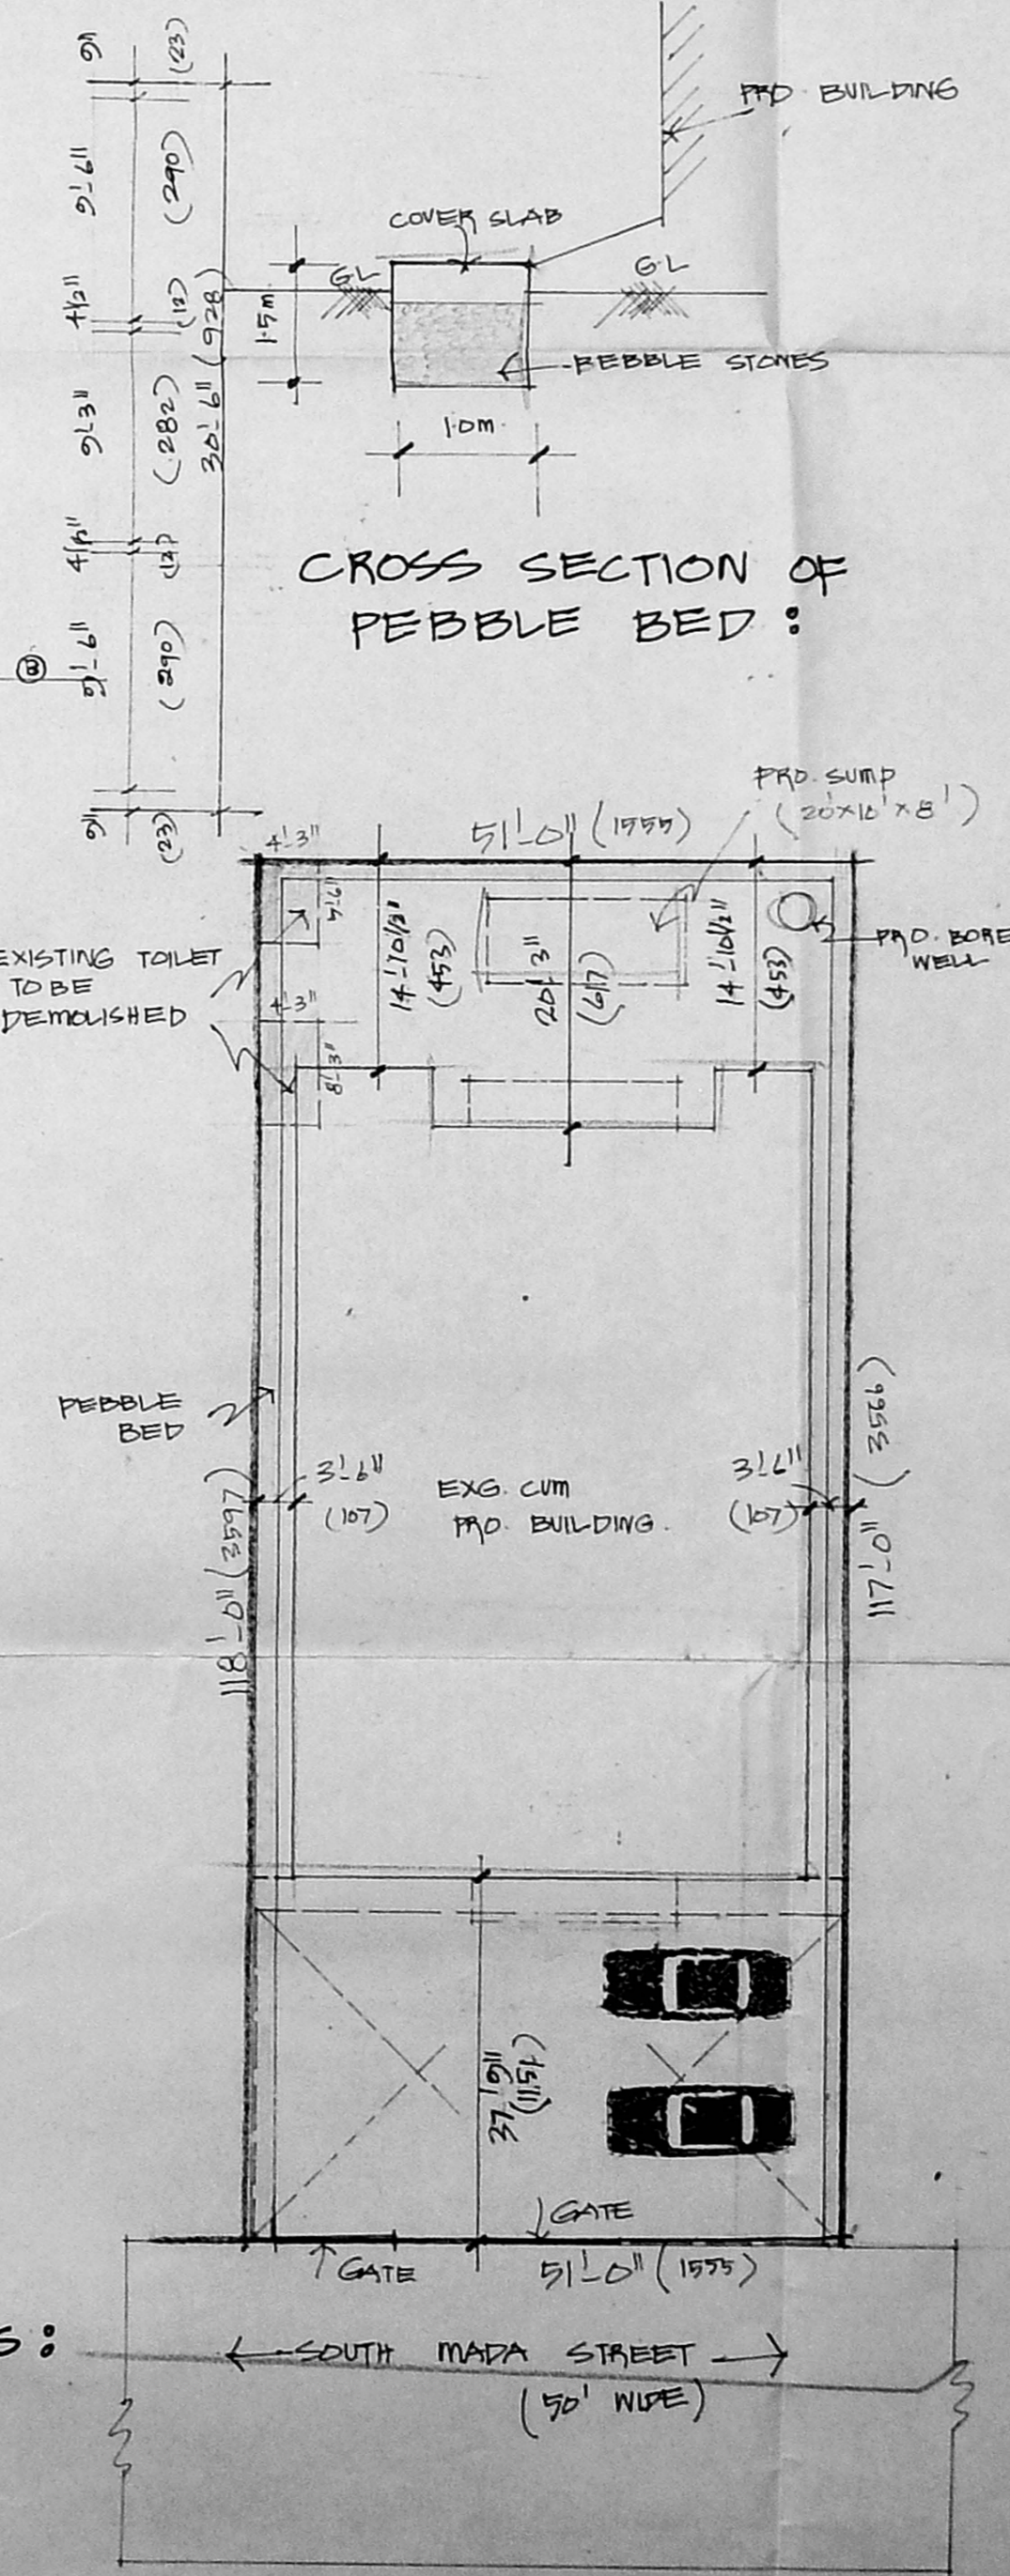 9"
(23)
9'-6"
(290)
4½"
(12)
9'-3"
(282)
30'-6" (928)
4½"
(12)
9'-6"
(290)
9"
(23)
B
PRO. BUILDING
COVER SLAB
G.L
G.L
1.5m
BEBBLE STONES
1.0m
CROSS SECTION OF
PEBBLE BED :
PRO. SUMP
(20'×10'×8')
51'-0" (1555)
4'-3"
14'-10½"
(453)
20'-3"
(617)
14'-10½"
(453)
PRO. BORE
WELL
EXISTING TOILET
TO BE
DEMOLISHED
4'-3"
8'-3"
PEBBLE
BED
3'-6"
(107)
EXG. CUM
PRO. BUILDING.
3'-6"
(107)
118'-0" (3597)
117'-0" (3566)
37'-9"
(1151)
GATE
GATE
51'-0" (1555)
S :
SOUTH MADA STREET
(50' WIDE)